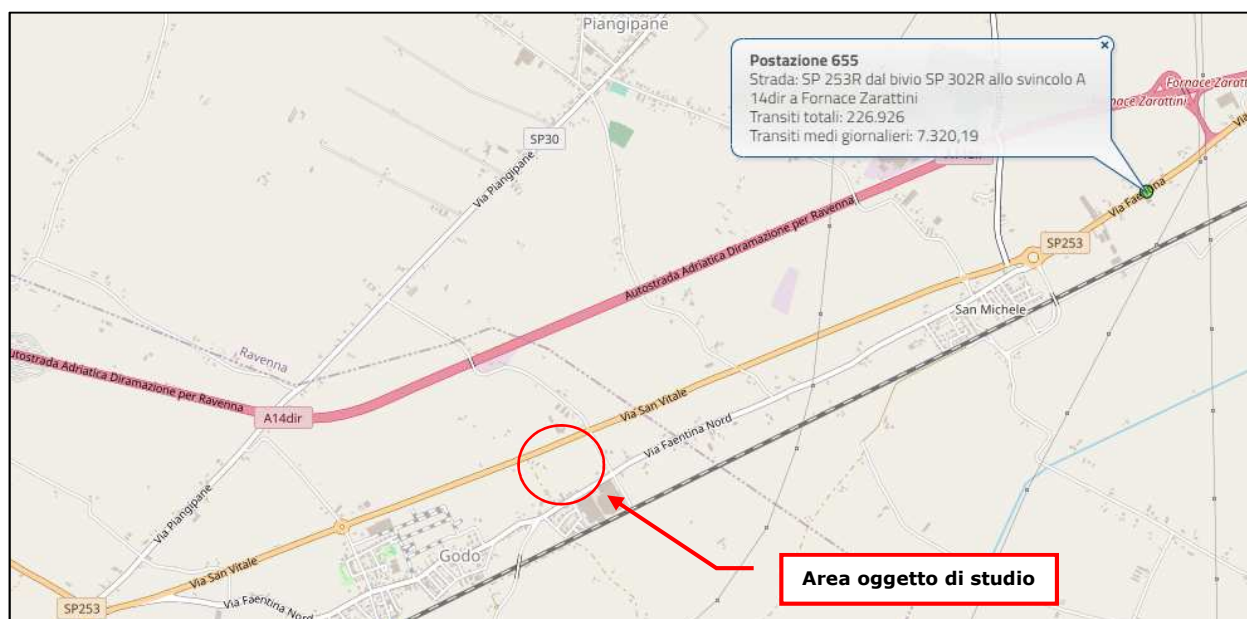 Piangipane
Postazione 655
Strada: SP 253R dal bivio SP 302R allo svincolo A
14dir a Fornace Zarattini
Transiti totali: 226.926
Transiti medi giornalieri: 7.320,19
Fornace Zarattini
Fornace Zarattini
SP30
Via Piangipane
Via Faentina
SP253
Autostrada Adriatica Diramazione per Ravenna
San Michele
Ravenna
Autostrada Adriatica Diramazione per Ravenna
A14dir
Via San Vitale
Via Faentina Nord
Via Piangipane
Godo
Area oggetto di studio
Via San Vitale
SP253
Via Faentina Nord